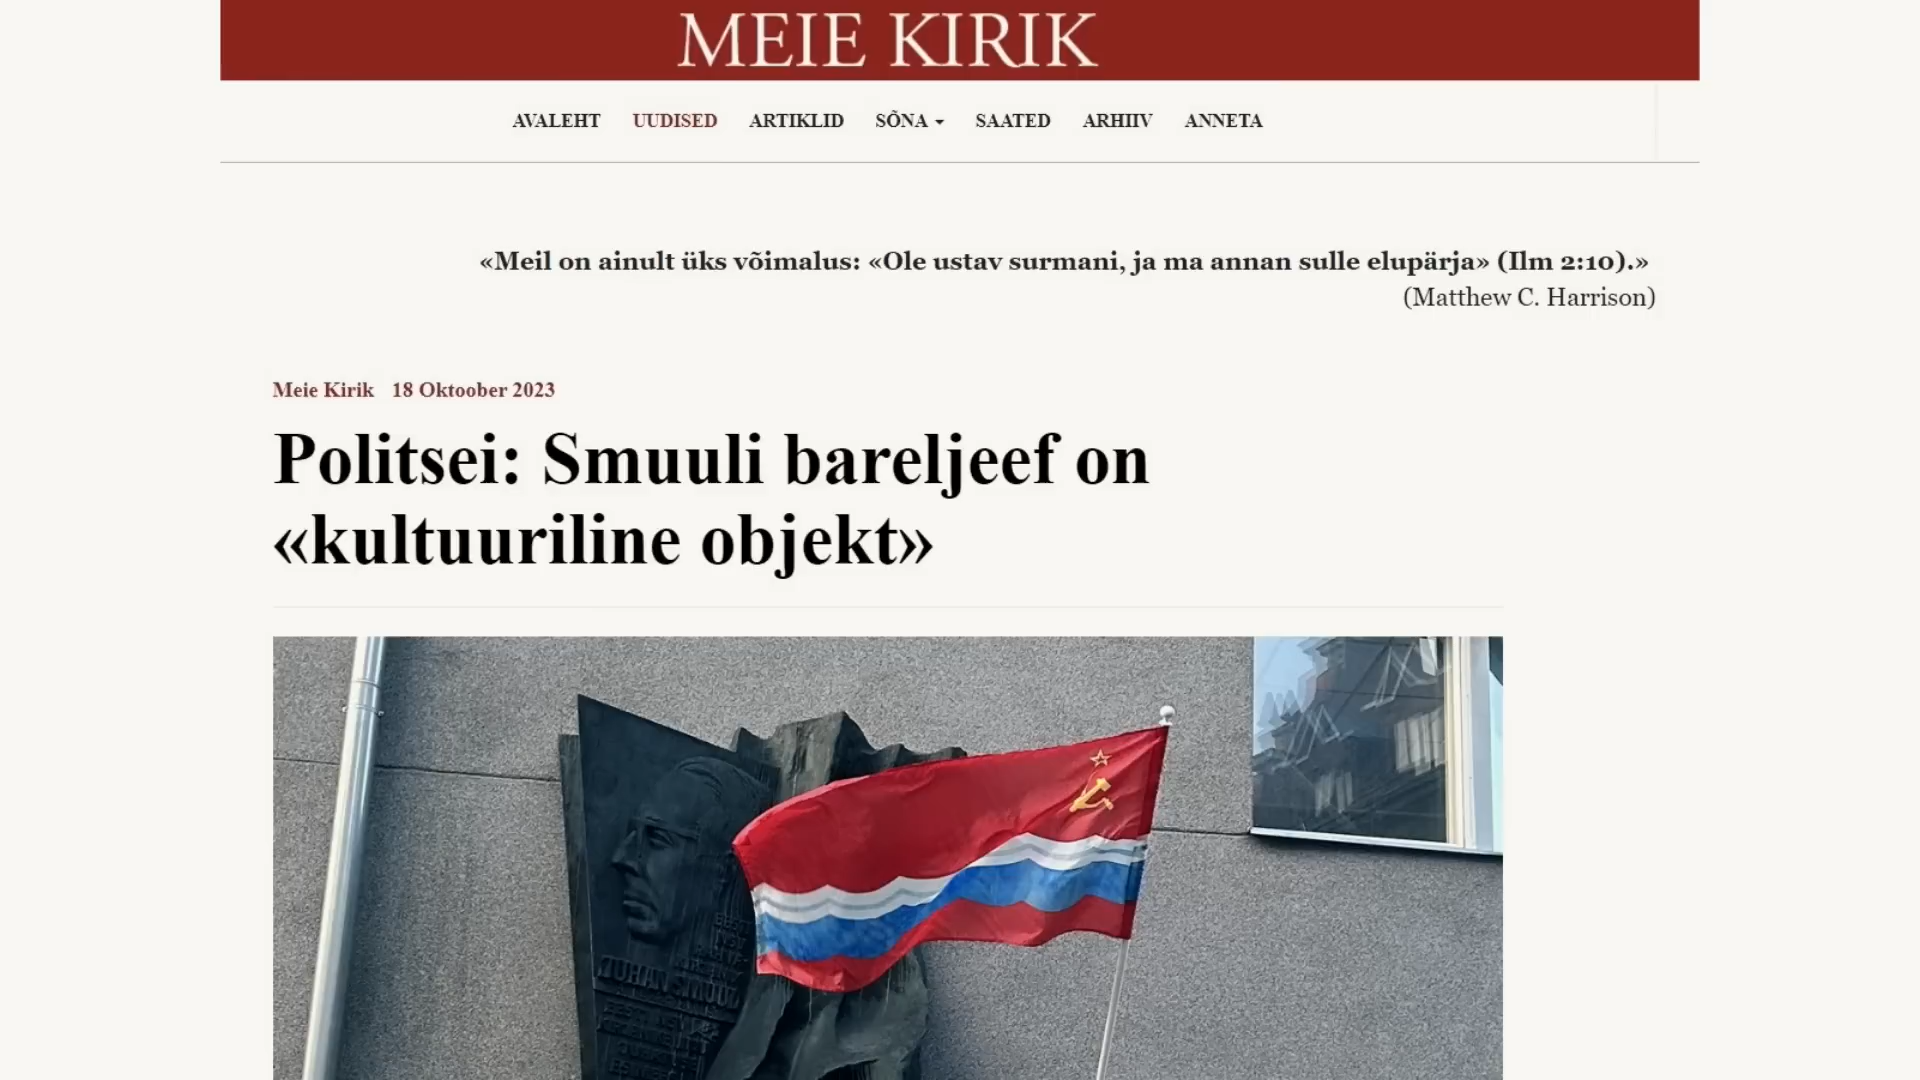 MEIE KIRIK
AVALEHT UUDISED ARTIKLID SÕNA SAATED ARHIIV ANNETA
«Meil on ainult üks võimalus: «Ole ustav surmani, ja ma annan sulle elupärja» (Ilm 2:10).»
(Matthew C. Harrison)
Meie Kirik 18 Oktoober 2023
Politsei: Smuuli bareljeef on
«kultuuriline objekt»
JUHAN SMUUL